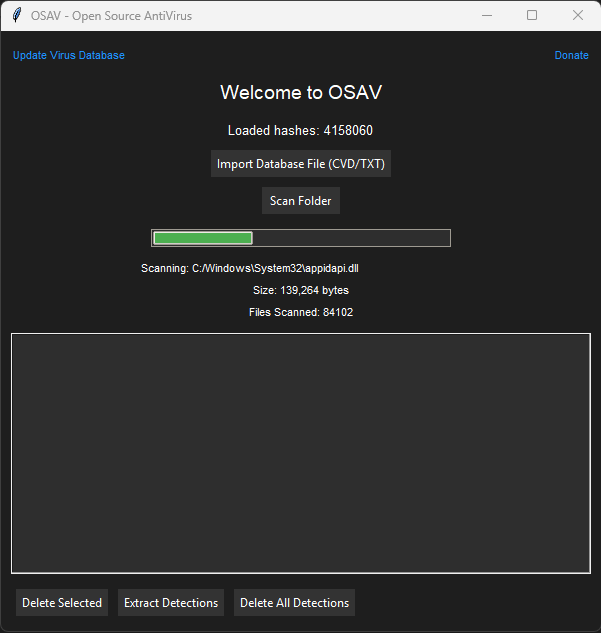 OSAV - Open Source AntiVirus
Update Virus Database
Donate
Welcome to OSAV
Loaded hashes: 4158060
Import Database File (CVD/TXT)
Scan Folder
Scanning: C:/Windows\System32\appidapi.dll
Size: 139,264 bytes
Files Scanned: 84102
Delete Selected
Extract Detections
Delete All Detections